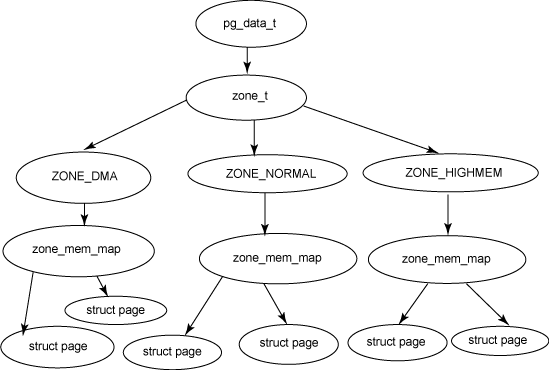 pg_data_t
zone_t
ZONE_DMA
ZONE_NORMAL
ZONE_HIGHMEM
zone_mem_map
zone_mem_map
zone_mem_map
struct page
struct page
struct page
struct page
struct page
struct page